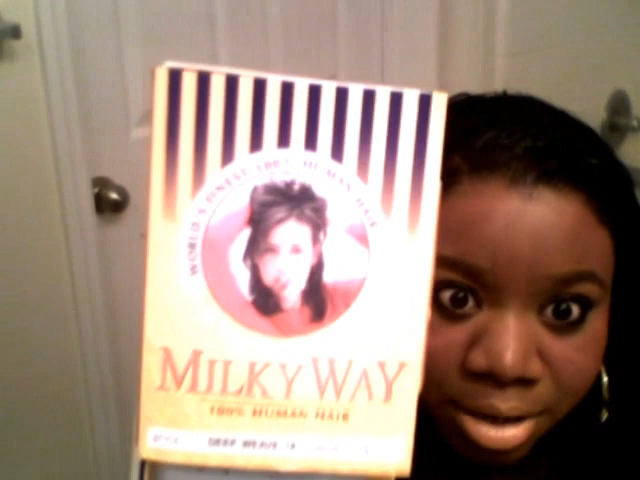 WORLD'S FINEST 100% HUMAN HAIR
MILKY WAY
100% HUMAN HAIR
DEEP WEAVE